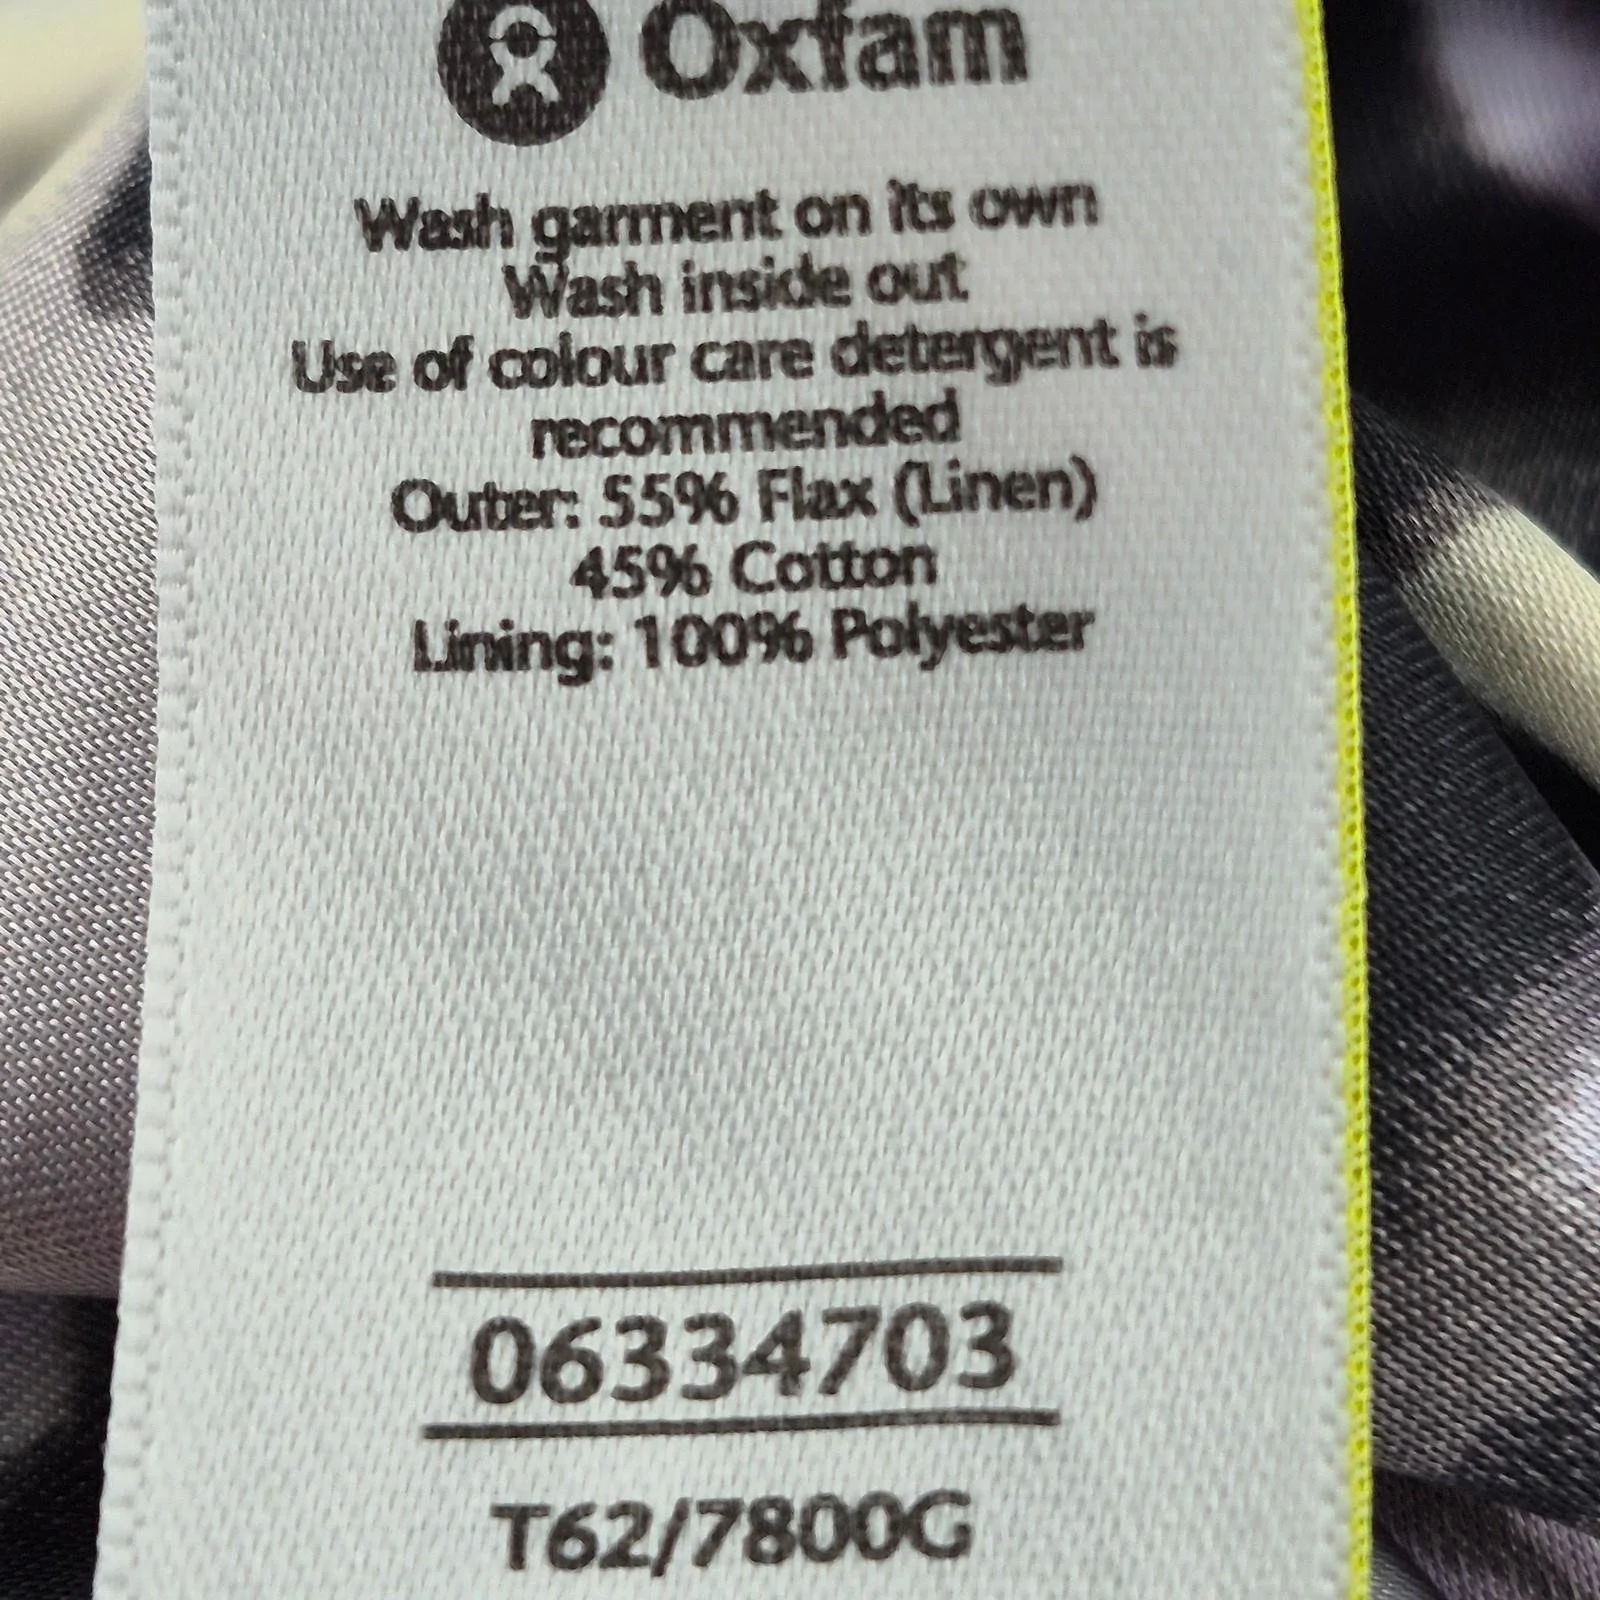 Oxfam
Wash garment on its own
Wash inside out
Use of colour care detergent is
recommended
Outer: 55% Flax (Linen)
45% Cotton
Lining: 100% Polyester
06334703
T62/7800G